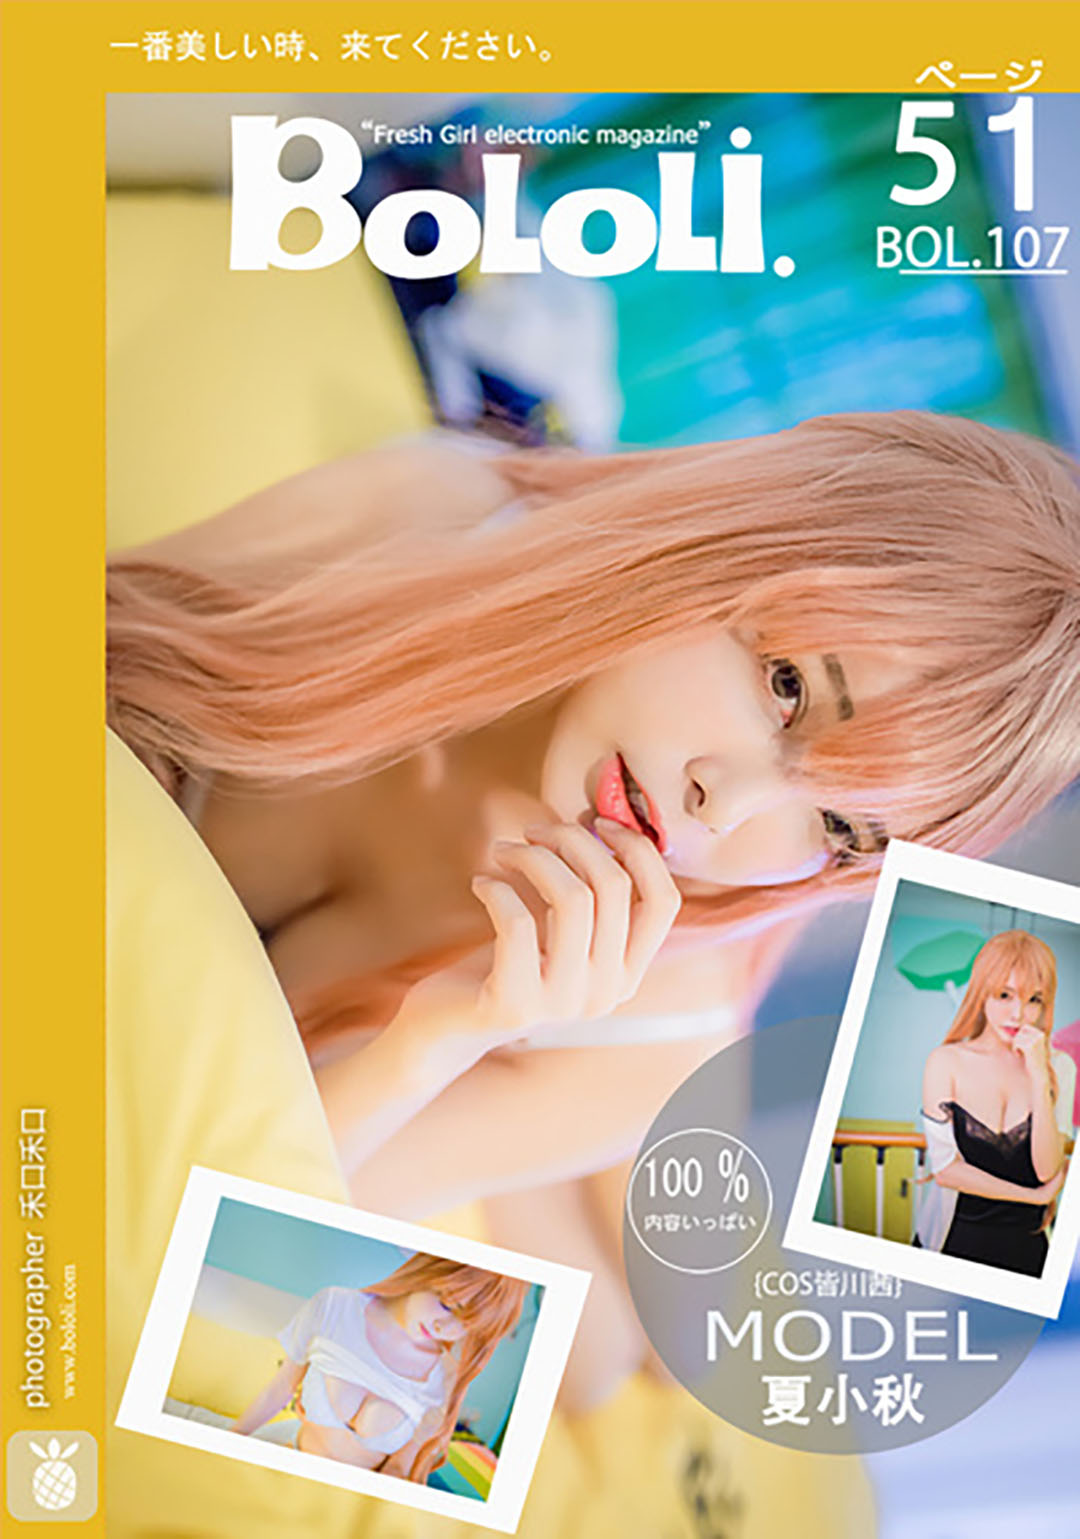 一番美しい時、来てください。
ページ
51
BOL.107
“Fresh Girl electronic magazine”
BoLoLi.
100 %
内容いっぱい
{COS皆川茜}
MODEL
夏小秋
photographer 禾口禾口
www.bololi.com